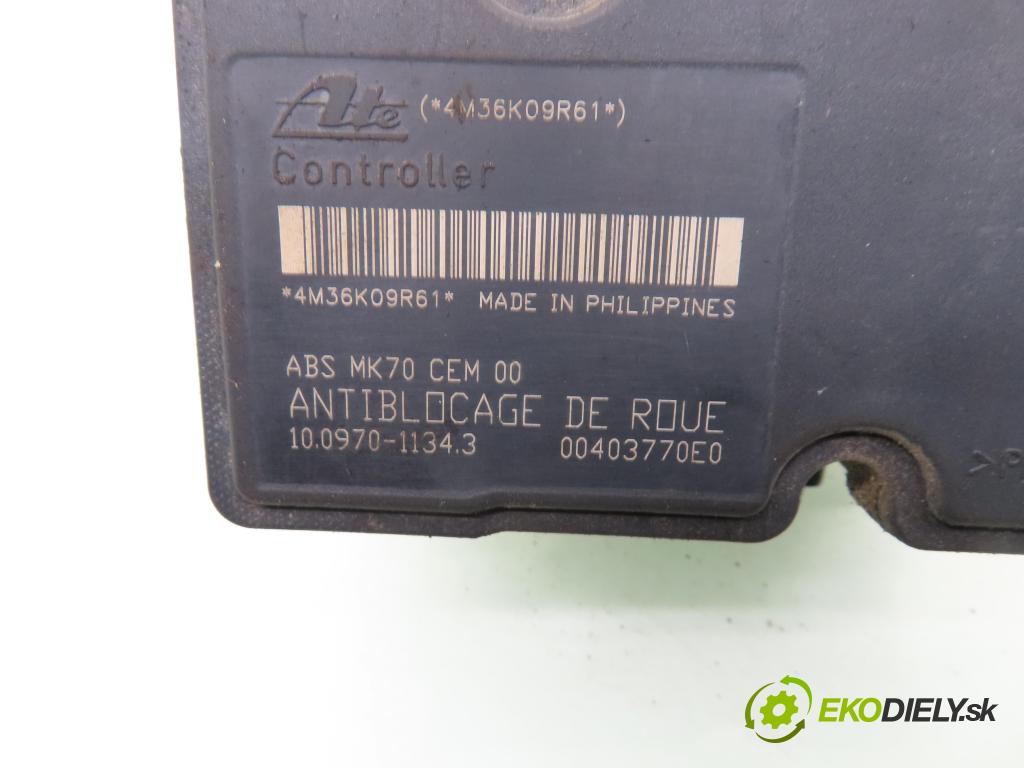 Ate (*4M36K09R61*)
Controller
*4M36K09R61* MADE IN PHILIPPINES
ABS MK70 CEM 00
ANTIBLOCAGE DE ROUE
10.0970-1134.3 00403770E0
EKODIELY.sk